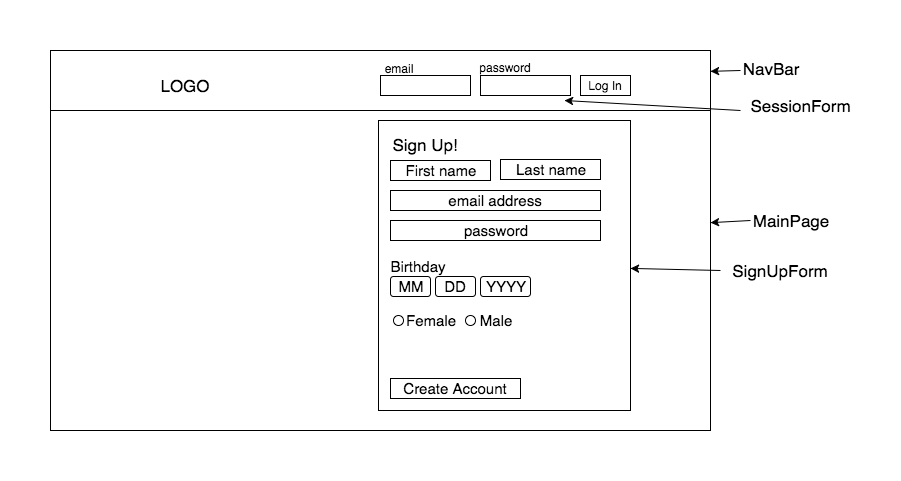 email password
NavBar
LOGO Log In
SessionForm
Sign Up!
First name Last name
email address
MainPage
password
Birthday
SignUpForm
MM DD YYYY
Female Male
Create Account